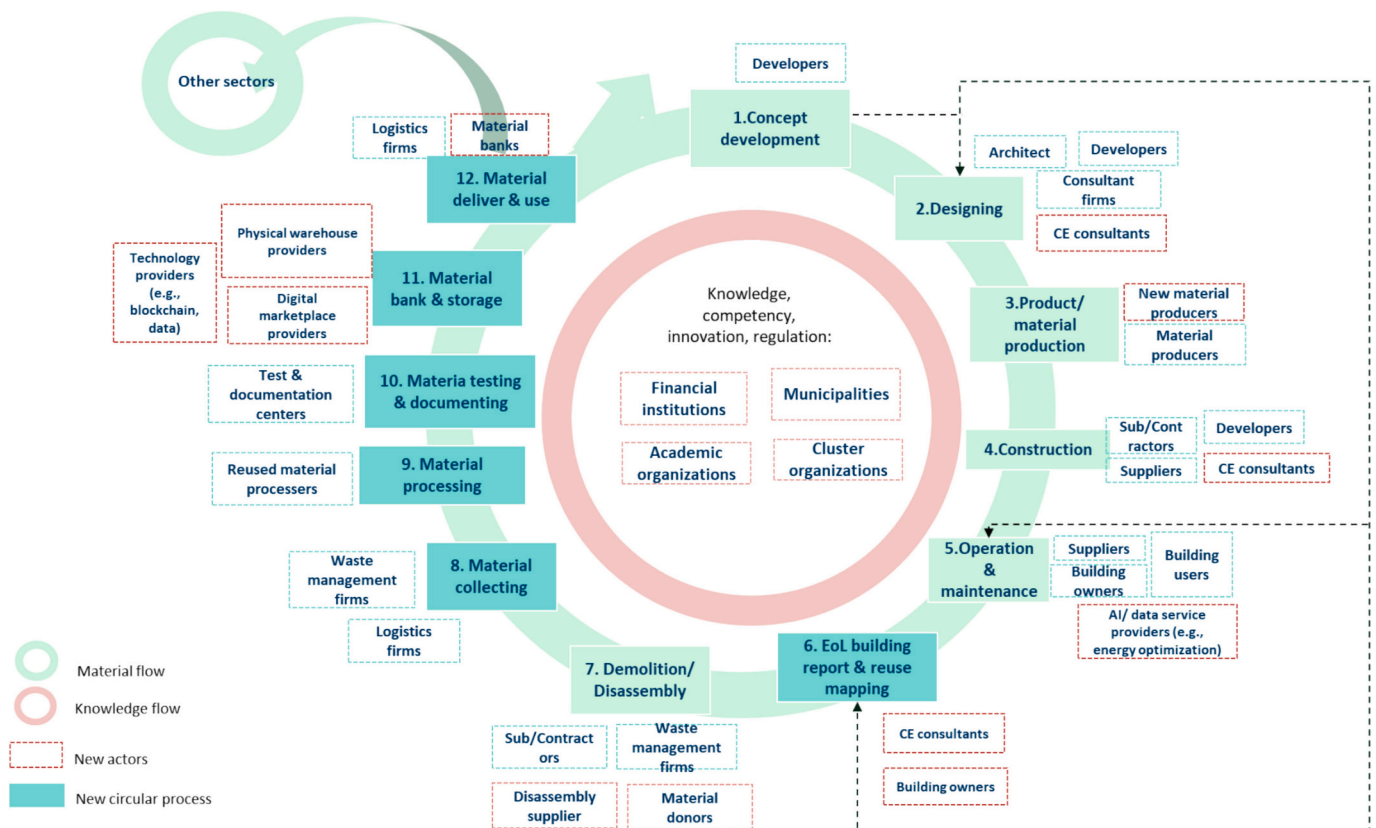 Other sectors
Developers
1.Concept
development
Logistics
firms
Material
banks
12. Material
deliver & use
Architect
Developers
Consultant
firms
2.Designing
CE consultants
Physical warehouse
providers
Technology
providers
(e.g.,
blockchain,
data)
Digital
marketplace
providers
11. Material
bank & storage
Knowledge,
competency,
innovation, regulation:
Financial
institutions
Municipalities
Academic
organizations
Cluster
organizations
3.Product/
material
production
New material
producers
Material
producers
Test &
documentation
centers
10. Materia testing
& documenting
4.Construction
Sub/Cont
ractors
Developers
Suppliers
CE consultants
Reused material
processers
9. Material
processing
5.Operation
&
maintenance
Suppliers
Building
owners
Building
users
AI/ data service
providers (e.g.,
energy optimization)
Waste
management
firms
Logistics
firms
8. Material
collecting
6. EoL building
report & reuse
mapping
CE consultants
Building owners
7. Demolition/
Disassembly
Sub/Contract
ors
Waste
management
firms
Disassembly
supplier
Material
donors
Material flow
Knowledge flow
New actors
New circular process